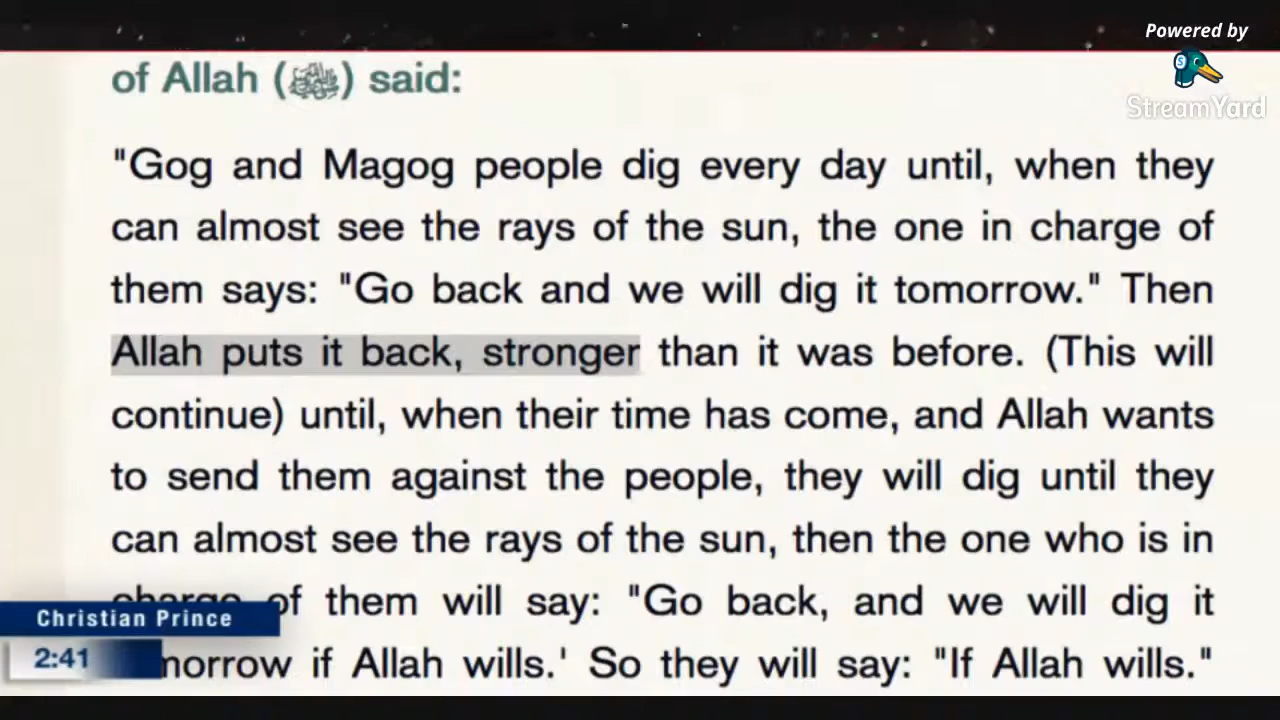 Powered by
StreamYard
of Allah (ﷺ) said:
"Gog and Magog people dig every day until, when they
can almost see the rays of the sun, the one in charge of
them says: "Go back and we will dig it tomorrow." Then
Allah puts it back, stronger than it was before. (This will
continue) until, when their time has come, and Allah wants
to send them against the people, they will dig until they
can almost see the rays of the sun, then the one who is in
charge of them will say: "Go back, and we will dig it
morrow if Allah wills.' So they will say: "If Allah wills."
Christian Prince
2:41